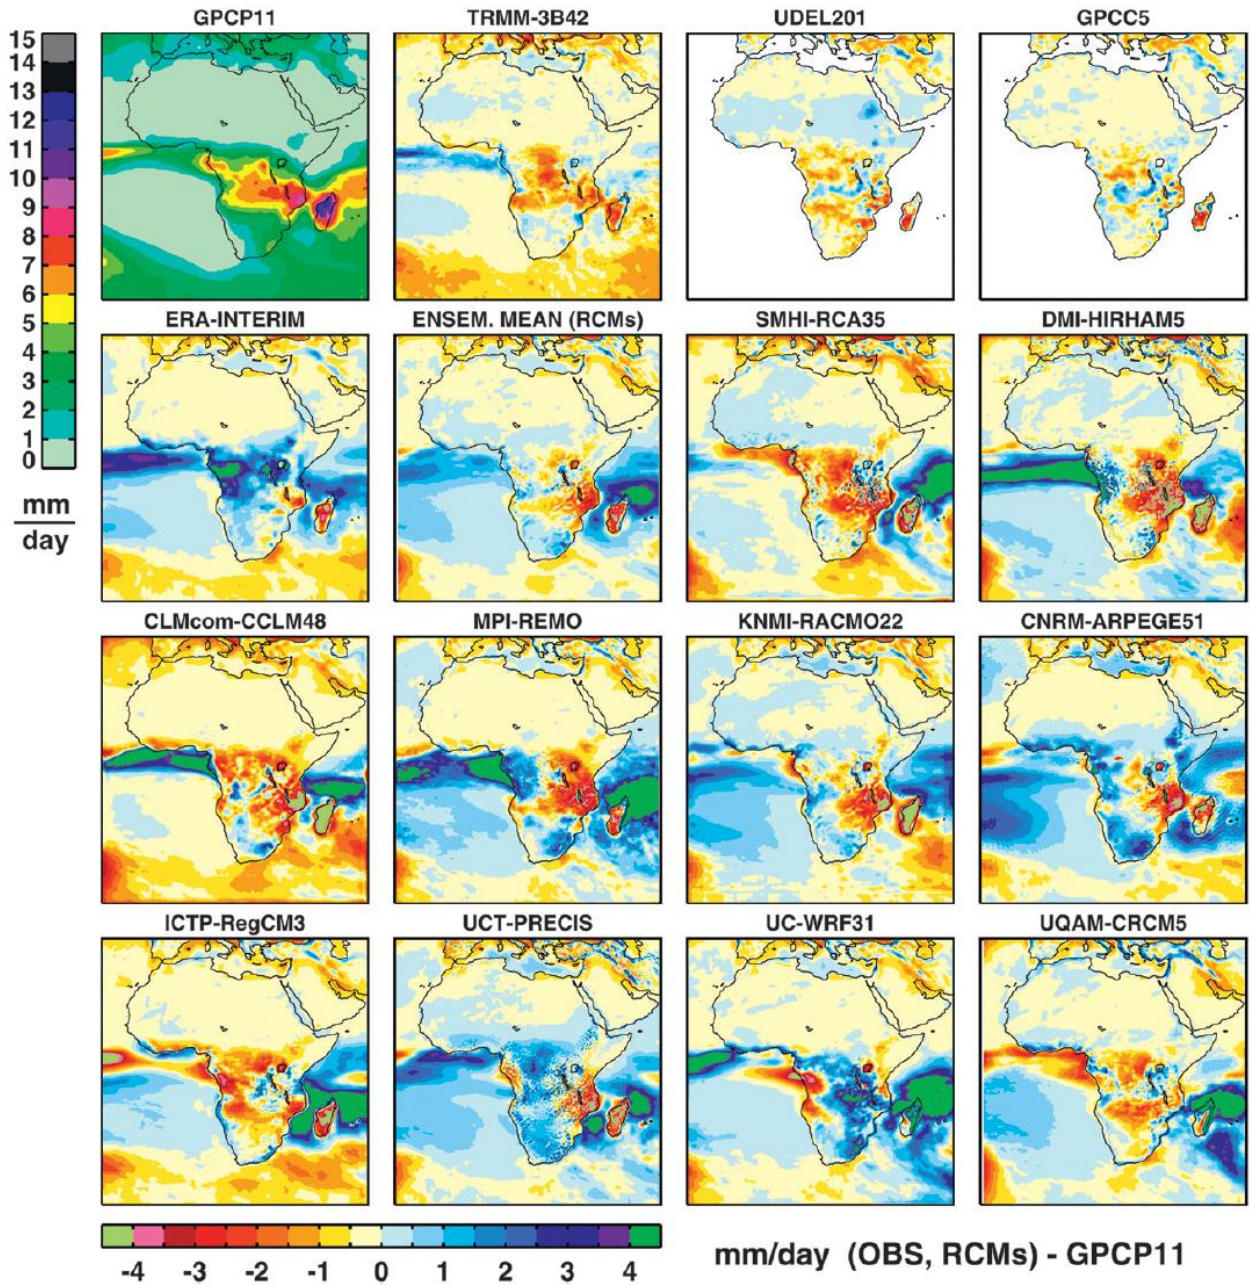 GPCP11 TRMM-3B42 UDEL201 GPCC5
15
14
13
12
11
10
9
8
7
6
5
4
3
2
1
0
mm
day
ERA-INTERIM ENSEM. MEAN (RCMs) SMHI-RCA35 DMI-HIRHAM5
CLMcom-CCLM48 MPI-REMO KNMI-RACMO22 CNRM-ARPEGE51
ICTP-RegCM3 UCT-PRECIS UC-WRF31 UQAM-CRCM5
-4 -3 -2 -1 0 1 2 3 4
mm/day (OBS, RCMs) - GPCP11